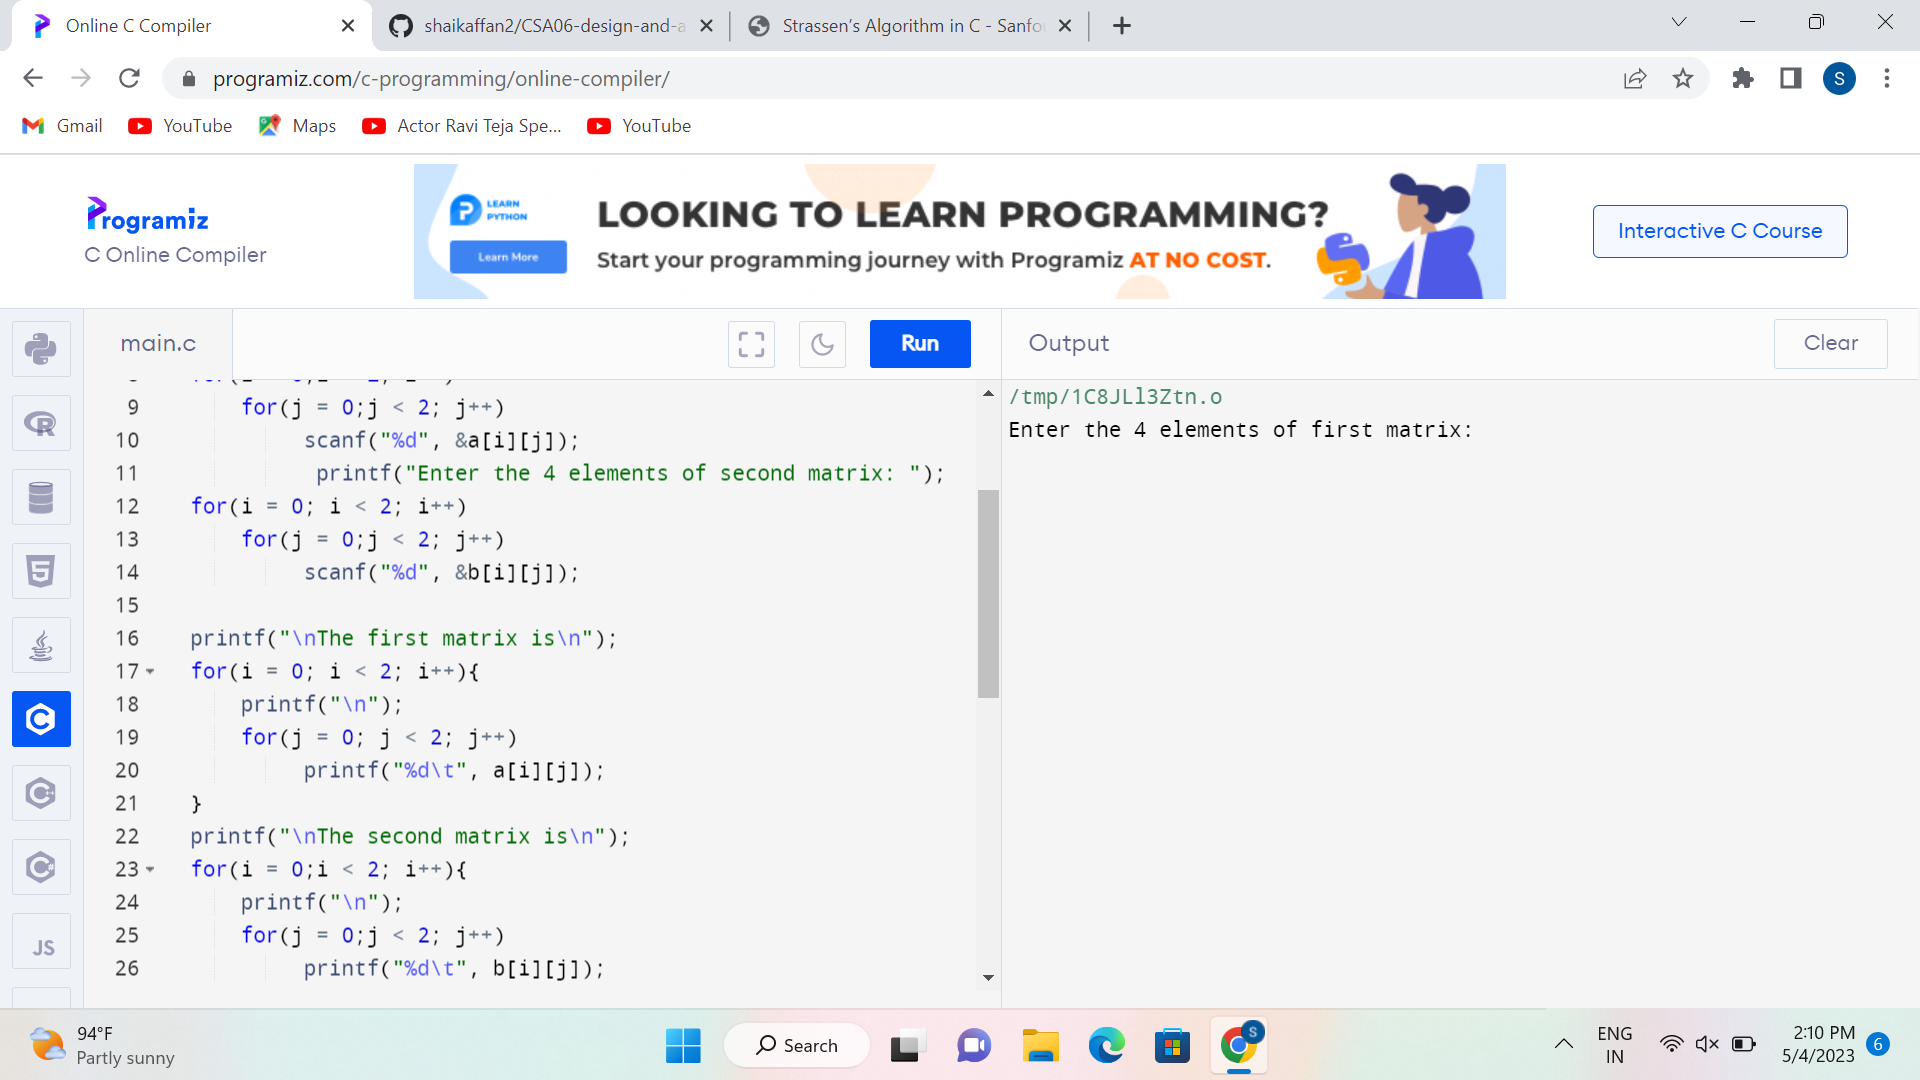 Online C Compiler
shaikaffan2/CSA06-design-and-a
Strassen's Algorithm in C - Sanfou
programiz.com/c-programming/online-compiler/
S
Gmail
YouTube
Maps
Actor Ravi Teja Spe...
YouTube
Programiz
C Online Compiler
LEARN
PYTHON
Learn More
LOOKING TO LEARN PROGRAMMING?
Start your programming journey with Programiz AT NO COST.
Interactive C Course
main.c
Run
Output
Clear
9 for(j = 0;j < 2; j++)
10 scanf("%d", &a[i][j]);
11 printf("Enter the 4 elements of second matrix: ");
12 for(i = 0; i < 2; i++)
13 for(j = 0;j < 2; j++)
14 scanf("%d", &b[i][j]);
15
16 printf("\nThe first matrix is\n");
17 for(i = 0; i < 2; i++){
18 printf("\n");
19 for(j = 0; j < 2; j++)
20 printf("%d\t", a[i][j]);
21 }
22 printf("\nThe second matrix is\n");
23 for(i = 0;i < 2; i++){
24 printf("\n");
25 for(j = 0;j < 2; j++)
26 printf("%d\t", b[i][j]);
/tmp/1C8JLl3Ztn.o
Enter the 4 elements of first matrix:
R
5
C
C
C
JS
94°F
Partly sunny
Search
S
ENG
IN
2:10 PM
5/4/2023
6